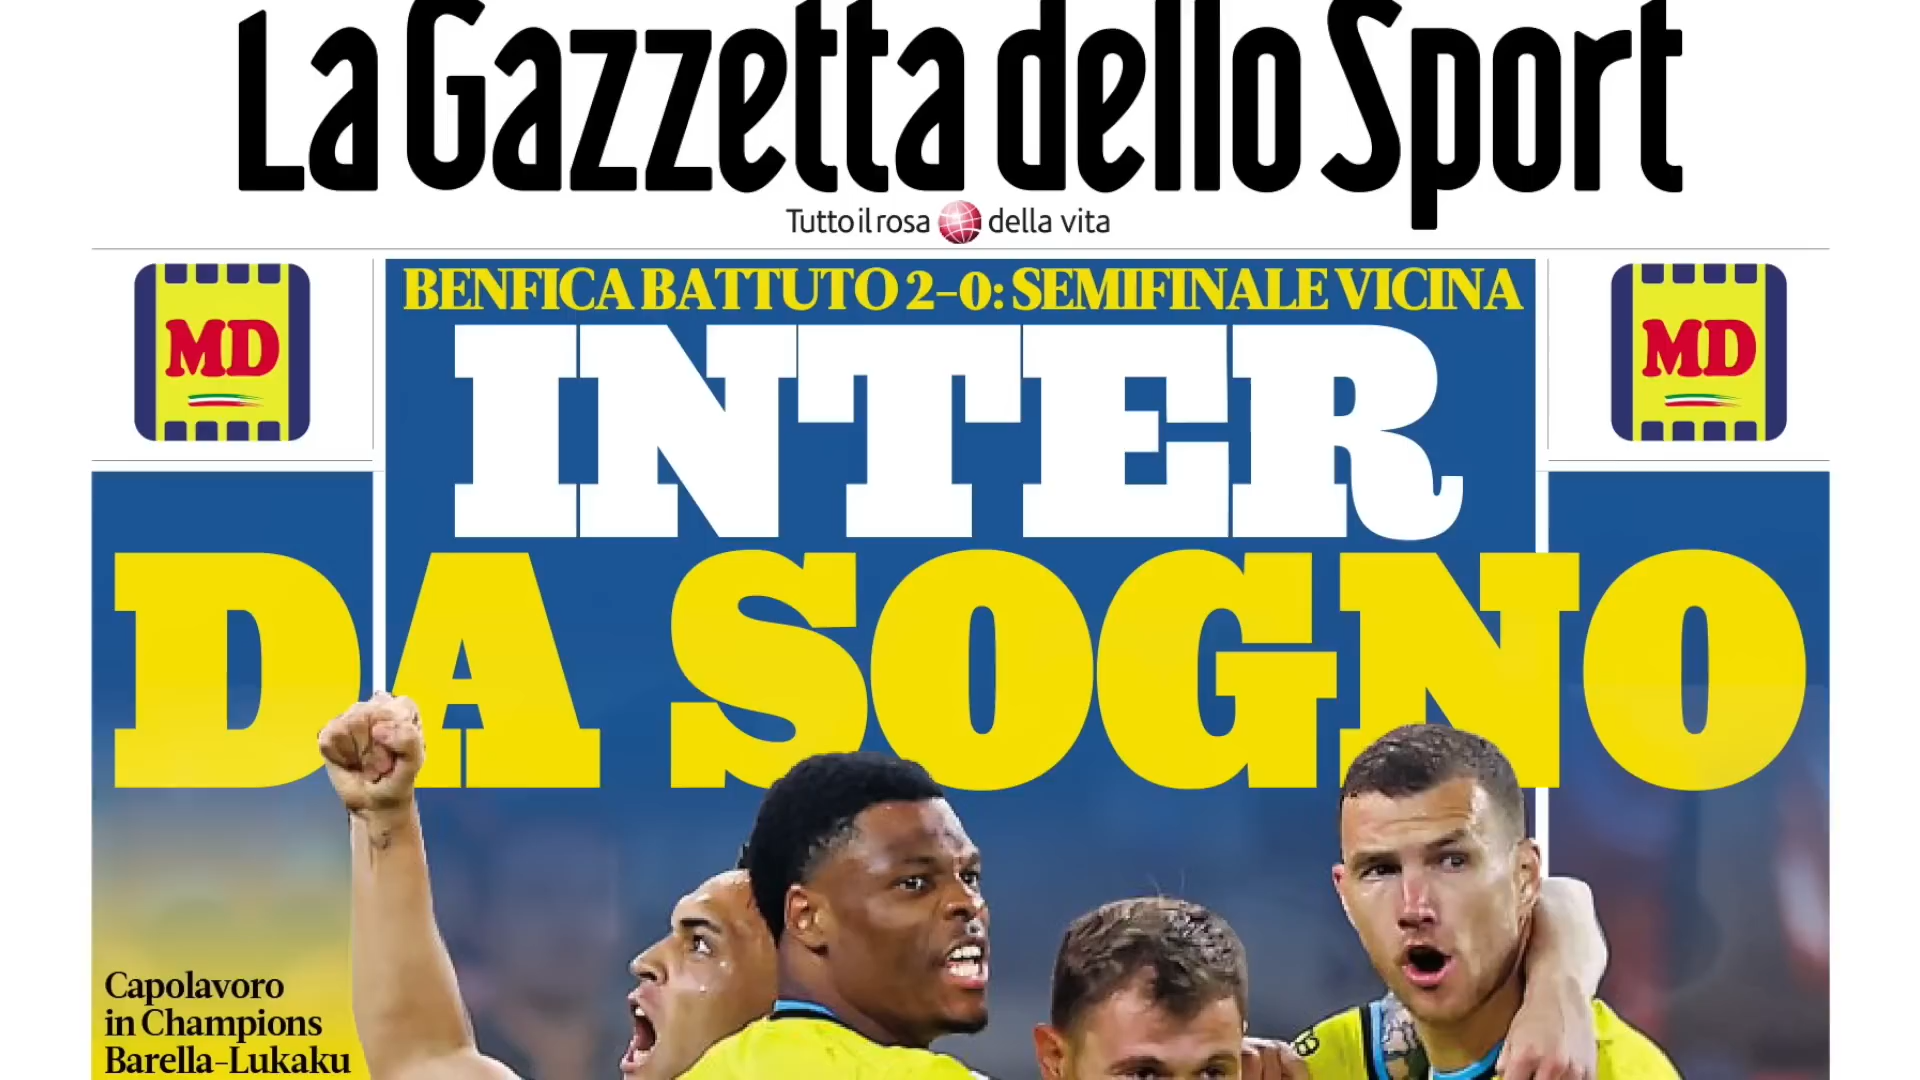 La Gazzetta dello Sport
Tutto il rosa della vita
MD
BENFICA BATTUTO 2-0: SEMIFINALE VICINA
MD
INTER
DA SOGNO
Capolavoro
in Champions
Barella-Lukaku